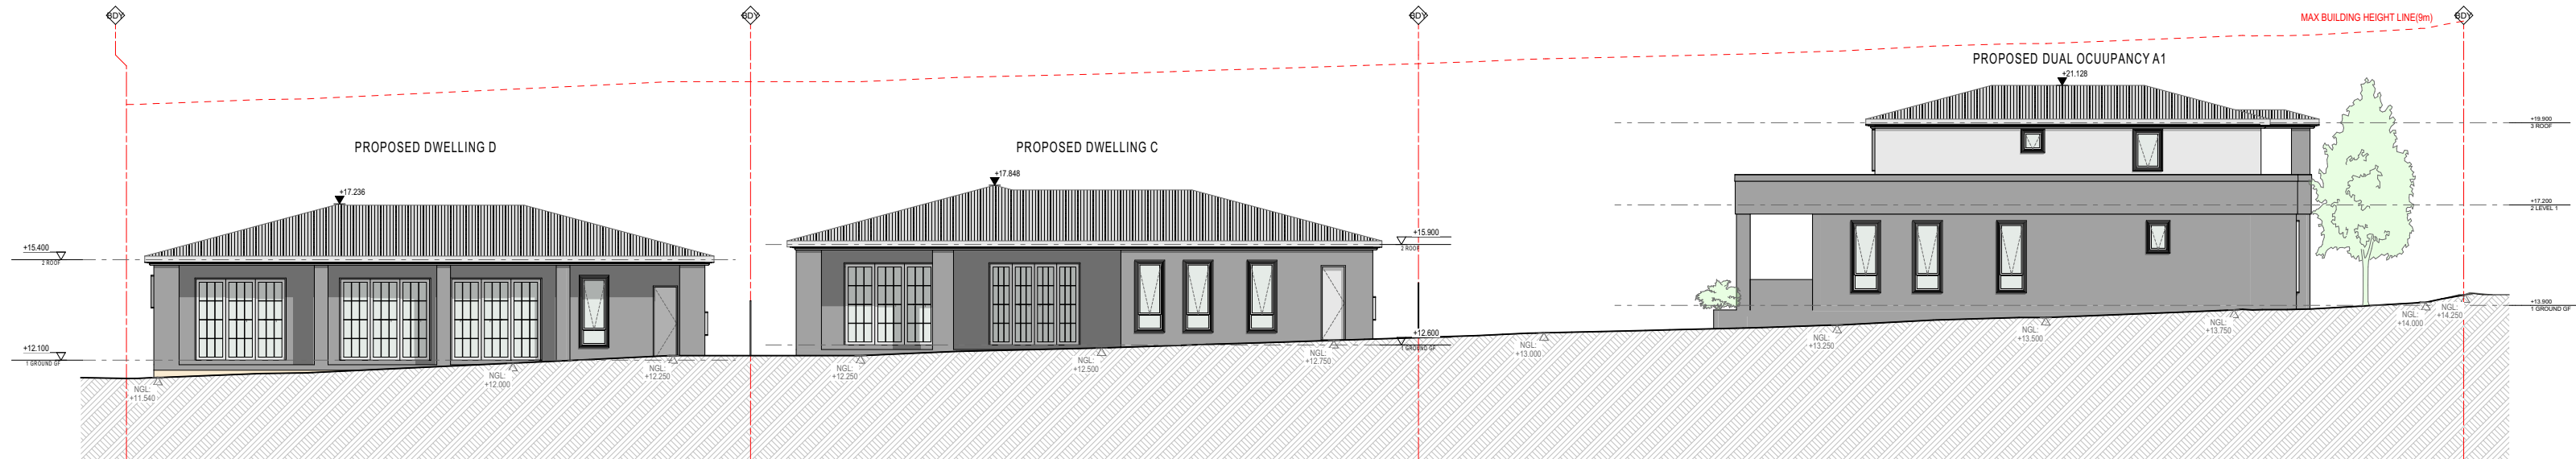 BDY
BDY
BDY
BDY
MAX BUILDING HEIGHT LINE(9m)
PROPOSED DUAL OCUUPANCY A1
+21.128
+19.900
3 ROOF
PROPOSED DWELLING D
PROPOSED DWELLING C
+17.848
+17.236
+17.200
2 LEVEL 1
+15.900
2 ROOF
+15.400
2 ROOF
+13.900
1 GROUND GF
NGL:
+14.250
NGL:
+14.000
NGL:
+13.750
NGL:
+13.500
NGL:
+13.250
NGL:
+13.000
+12.600
1 GROUND GF
NGL:
+12.750
NGL:
+12.500
NGL:
+12.250
+12.100
1 GROUND GF
NGL:
+12.250
NGL:
+12.000
NGL:
+11.540